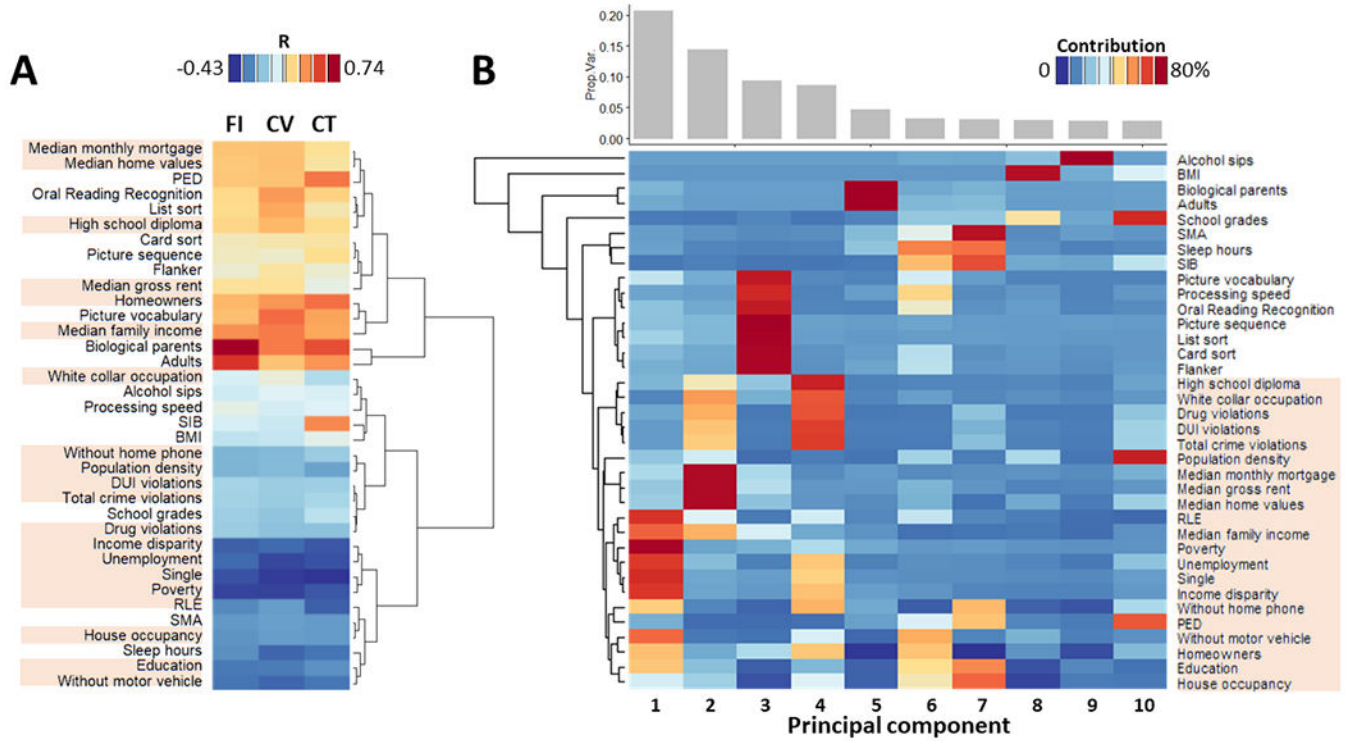 A
R
-0.43
0.74
FI CV CT
Median monthly mortgage
Median home values
PED
Oral Reading Recognition
List sort
High school diploma
Card sort
Picture sequence
Flanker
Median gross rent
Homeowners
Picture vocabulary
Median family income
Biological parents
Adults
White collar occupation
Alcohol sips
Processing speed
SIB
BMI
Without home phone
Population density
DUI violations
Total crime violations
School grades
Drug violations
Income disparity
Unemployment
Single
Poverty
RLE
SMA
House occupancy
Sleep hours
Education
Without motor vehicle
B
Prop.Var.
0.20
0.15
0.10
0.05
0.00
Contribution
0
80%
Alcohol sips
BMI
Biological parents
Adults
School grades
SMA
Sleep hours
SIB
Picture vocabulary
Processing speed
Oral Reading Recognition
Picture sequence
List sort
Card sort
Flanker
High school diploma
White collar occupation
Drug violations
DUI violations
Total crime violations
Population density
Median monthly mortgage
Median gross rent
Median home values
RLE
Median family income
Poverty
Unemployment
Single
Income disparity
Without home phone
PED
Without motor vehicle
Homeowners
Education
House occupancy
1 2 3 4 5 6 7 8 9 10
Principal component